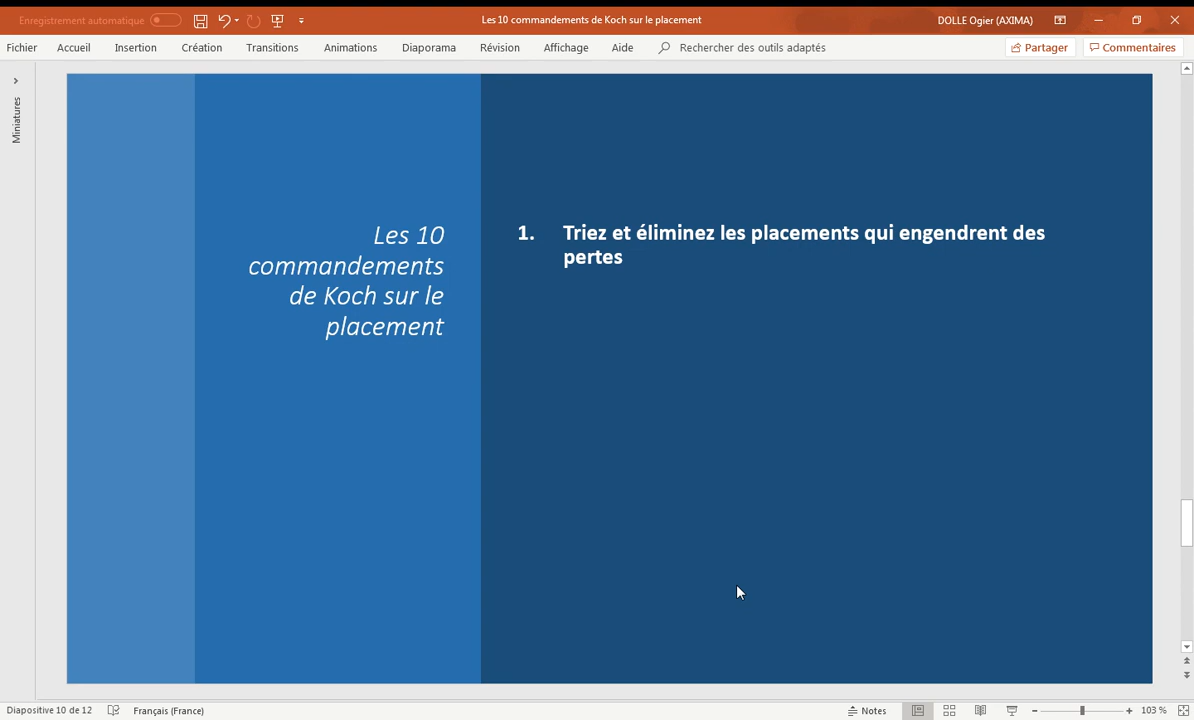 Enregistrement automatique
Les 10 commandements de Koch sur le placement
DOLLE Ogier (AXIMA)
Fichier Accueil Insertion Création Transitions Animations Diaporama Révision Affichage Aide Rechercher des outils adaptés Partager Commentaires
Miniatures
Les 10
commandements
de Koch sur le
placement
1. Triez et éliminez les placements qui engendrent des
pertes
Diapositive 10 de 12 Français (France) Notes 103 %